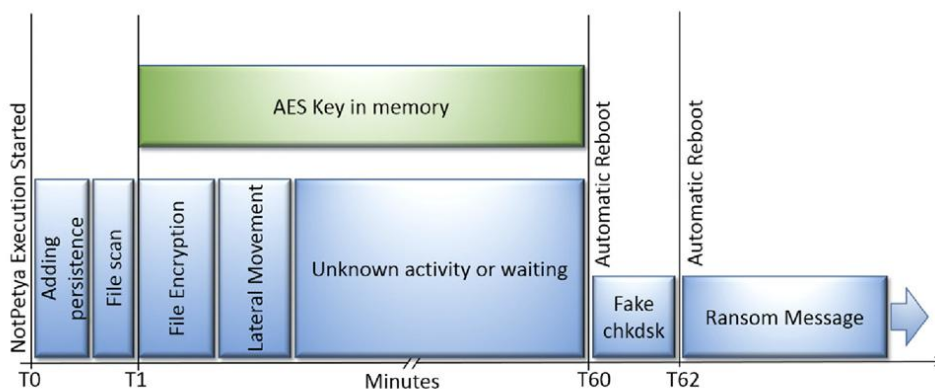 NotPetya Execution Started
AES Key in memory
Adding
persistence
File scan
File Encryption
Lateral Movement
Unknown activity or waiting
Automatic Reboot
Fake
chkdsk
Automatic Reboot
Ransom Message
T0
T1
Minutes
T60
T62